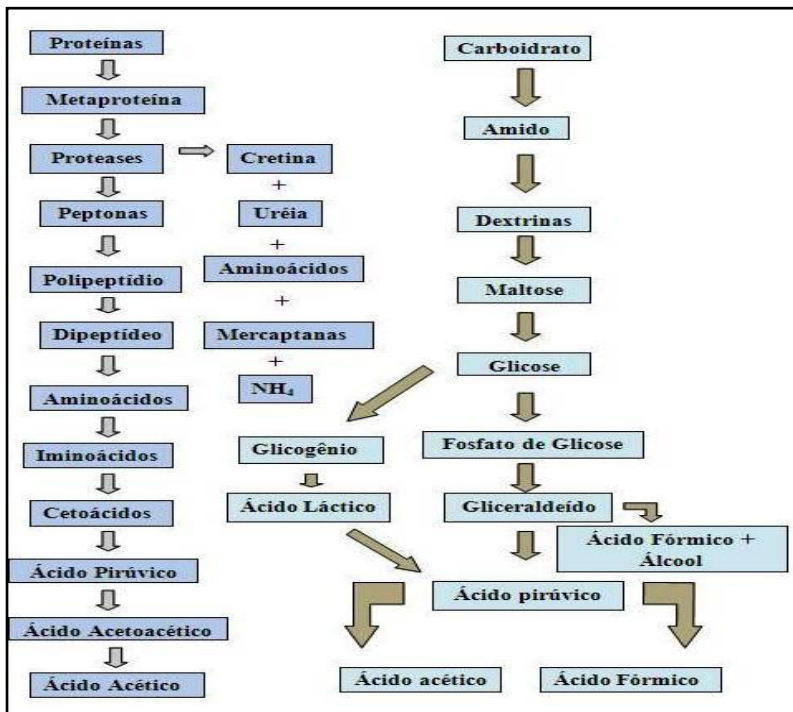 Proteínas
Metaproteína
Proteases
Peptonas
Polipeptídio
Dipeptídeo
Aminoácidos
Iminoácidos
Cetoácidos
Ácido Pirúvico
Ácido Acetoacético
Ácido Acético
Cretina
+
Uréia
+
Aminoácidos
+
Mercaptanas
+
NH₄
Carboidrato
Amido
Dextrinas
Maltose
Glicose
Glicogênio
Ácido Láctico
Fosfato de Glicose
Gliceraldeído
Ácido Fórmico +
Álcool
Ácido pirúvico
Ácido acético
Ácido Fórmico